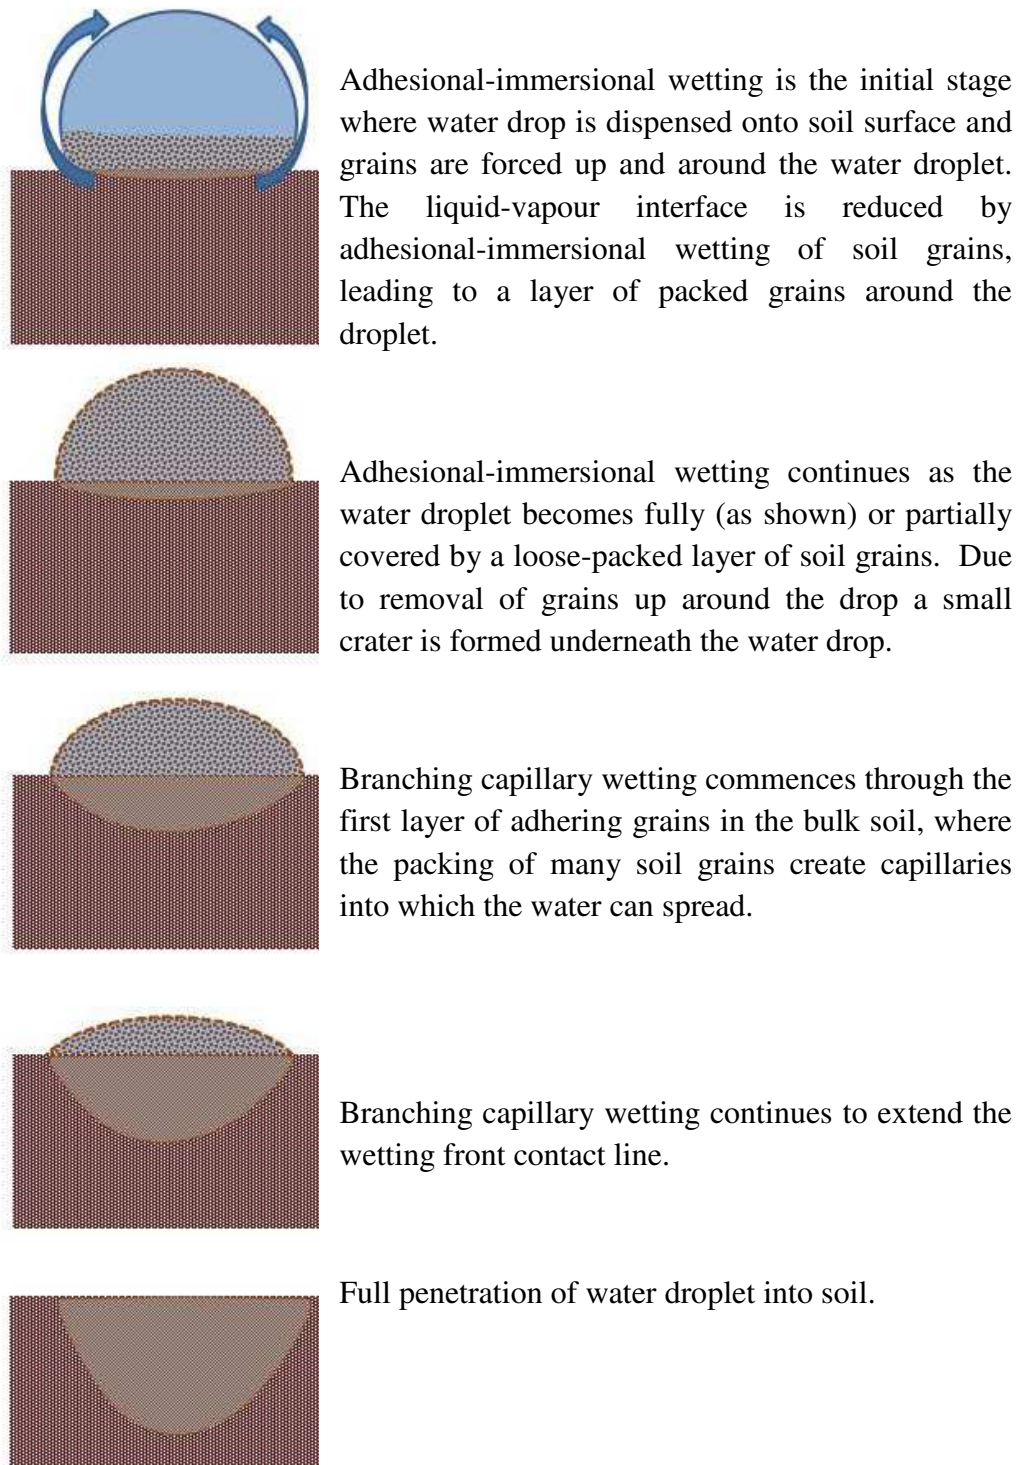 Adhesional-immersional wetting is the initial stage
where water drop is dispensed onto soil surface and
grains are forced up and around the water droplet.
The liquid-vapour interface is reduced by
adhesional-immersional wetting of soil grains,
leading to a layer of packed grains around the
droplet.
Adhesional-immersional wetting continues as the
water droplet becomes fully (as shown) or partially
covered by a loose-packed layer of soil grains. Due
to removal of grains up around the drop a small
crater is formed underneath the water drop.
Branching capillary wetting commences through the
first layer of adhering grains in the bulk soil, where
the packing of many soil grains create capillaries
into which the water can spread.
Branching capillary wetting continues to extend the
wetting front contact line.
Full penetration of water droplet into soil.